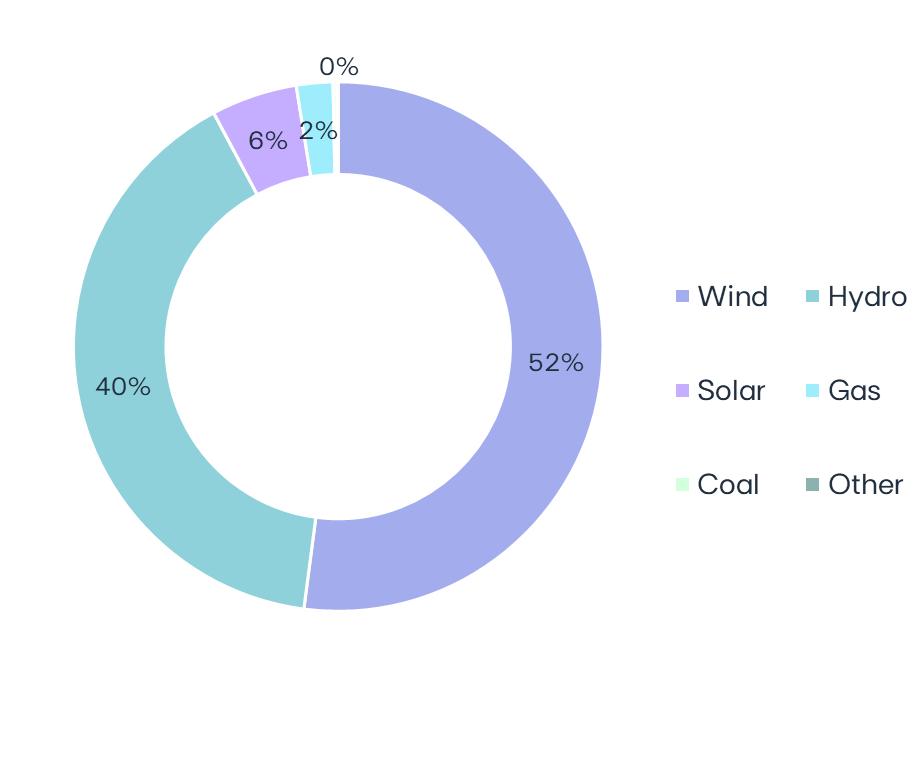 0%
6%
2%
52%
40%
Wind
Hydro
Solar
Gas
Coal
Other